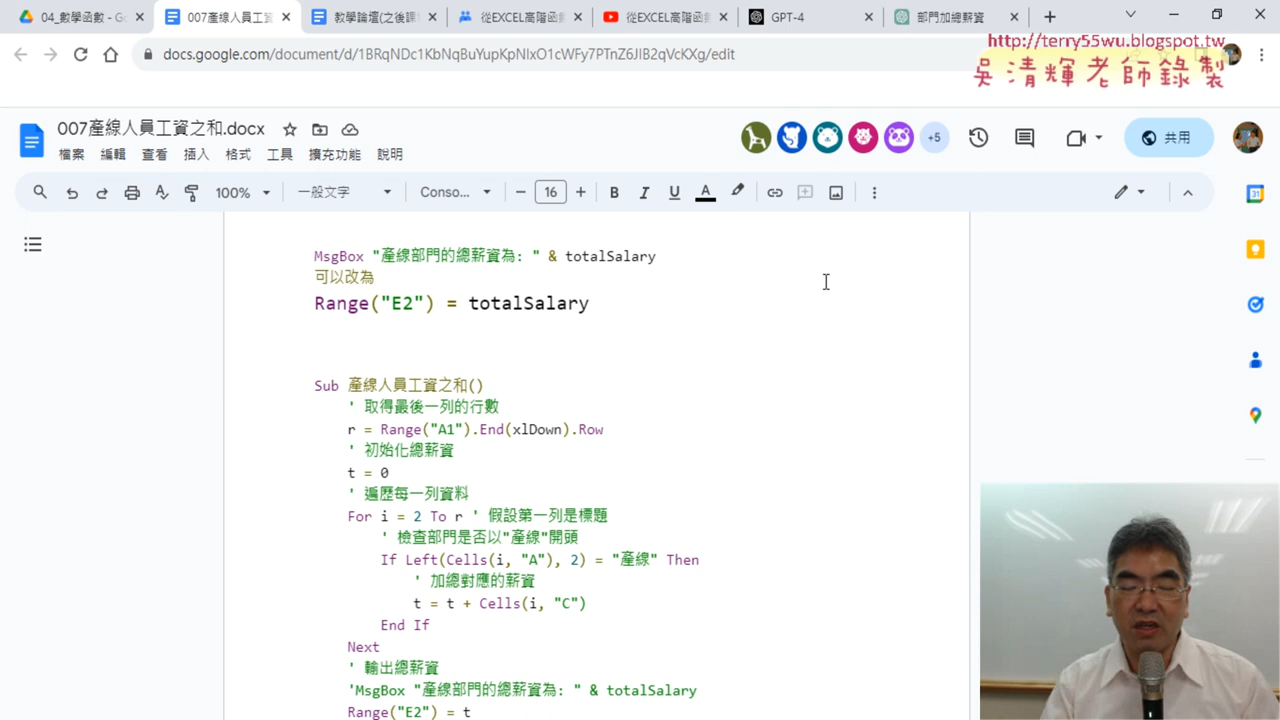 04_數學函數 - Go
007產線人員工資
教學論壇(之後課
從EXCEL高階函
從EXCEL高階函
GPT-4
部門加總薪資
docs.google.com/document/d/1BRqNDc1KbNqBuYupKpNlxO1cWFy7PTnZ6JlB2qVcKXg/edit
http://terry55wu.blogspot.tw
吳清輝老師錄製
007產線人員工資之和.docx
檔案 編輯 查看 插入 格式 工具 擴充功能 說明
+5
共用
100% 一般文字 Conso... 16 B I U A
MsgBox "產線部門的總薪資為: " & totalSalary
可以改為
Range("E2") = totalSalary
Sub 產線人員工資之和()
' 取得最後一列的行數
r = Range("A1").End(xlDown).Row
' 初始化總薪資
t = 0
' 遍歷每一列資料
For i = 2 To r ' 假設第一列是標題
' 檢查部門是否以"產線"開頭
If Left(Cells(i, "A"), 2) = "產線" Then
' 加總對應的薪資
t = t + Cells(i, "C")
End If
Next
' 輸出總薪資
'MsgBox "產線部門的總薪資為: " & totalSalary
Range("E2") = t